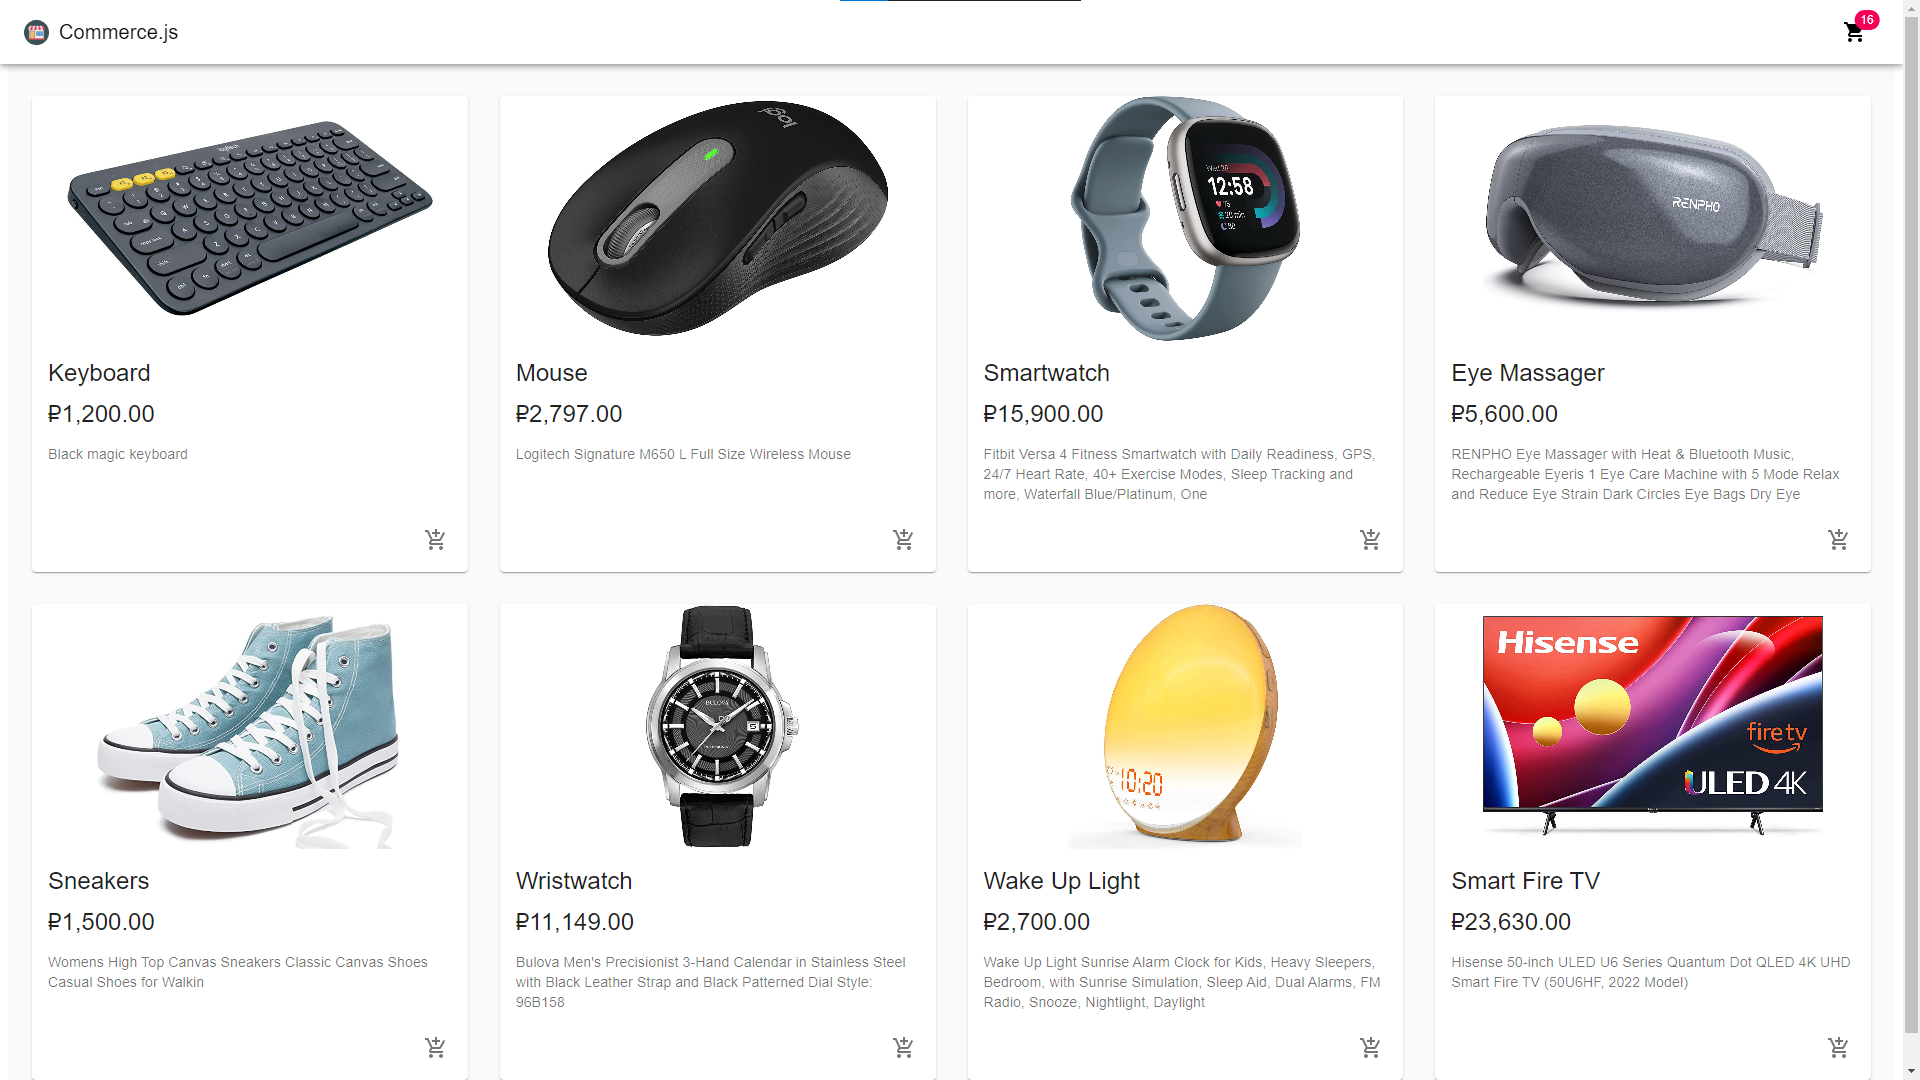 Commerce.js
16
logitech
logi
Wed 28
12:58
75
RENPHO
Keyboard
₽1,200.00
Black magic keyboard
Mouse
₽2,797.00
Logitech Signature M650 L Full Size Wireless Mouse
Smartwatch
₽15,900.00
Fitbit Versa 4 Fitness Smartwatch with Daily Readiness, GPS,
24/7 Heart Rate, 40+ Exercise Modes, Sleep Tracking and
more, Waterfall Blue/Platinum, One
Eye Massager
₽5,600.00
RENPHO Eye Massager with Heat & Bluetooth Music,
Rechargeable Eyeris 1 Eye Care Machine with 5 Mode Relax
and Reduce Eye Strain Dark Circles Eye Bags Dry Eye
BULOVA
10:20
Hisense
fire tv
ULED 4K
Sneakers
₽1,500.00
Womens High Top Canvas Sneakers Classic Canvas Shoes
Casual Shoes for Walkin
Wristwatch
₽11,149.00
Bulova Men's Precisionist 3-Hand Calendar in Stainless Steel
with Black Leather Strap and Black Patterned Dial Style:
96B158
Wake Up Light
₽2,700.00
Wake Up Light Sunrise Alarm Clock for Kids, Heavy Sleepers,
Bedroom, with Sunrise Simulation, Sleep Aid, Dual Alarms, FM
Radio, Snooze, Nightlight, Daylight
Smart Fire TV
₽23,630.00
Hisense 50-inch ULED U6 Series Quantum Dot QLED 4K UHD
Smart Fire TV (50U6HF, 2022 Model)